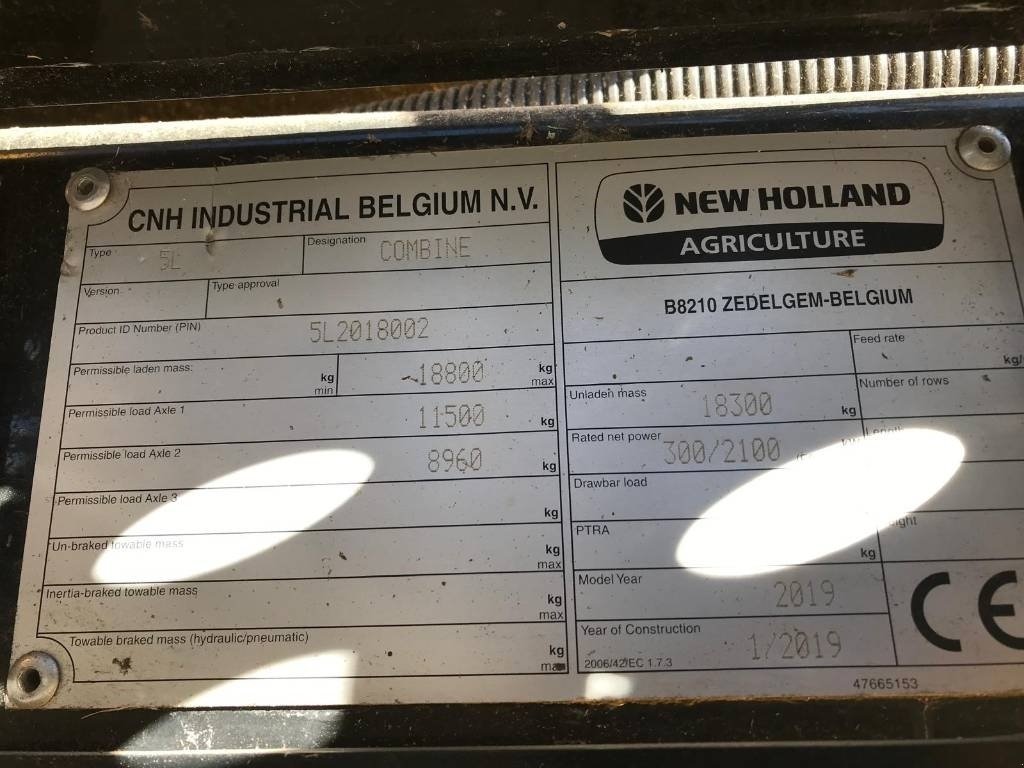 CNH INDUSTRIAL BELGIUM N.V.
Type 5L Designation COMBINE
Version Type approval
Product ID Number (PIN) 5L2018002
Permissible laden mass: kg min 18800 kg max
Permissible load Axle 1 11500 kg
Permissible load Axle 2 8960 kg
Permissible load Axle 3 kg
Un-braked towable mass kg max
Inertia-braked towable mass kg max
Towable braked mass (hydraulic/pneumatic) kg max
NEW HOLLAND
AGRICULTURE
B8210 ZEDELGEM-BELGIUM
Feed rate kg/
Unladen mass 18300 kg Number of rows
Rated net power 300/2100
Drawbar load
PTRA kg
Model Year 2019
Year of Construction 1/2019
2006/42/EC 1.7.3
CE
47665153